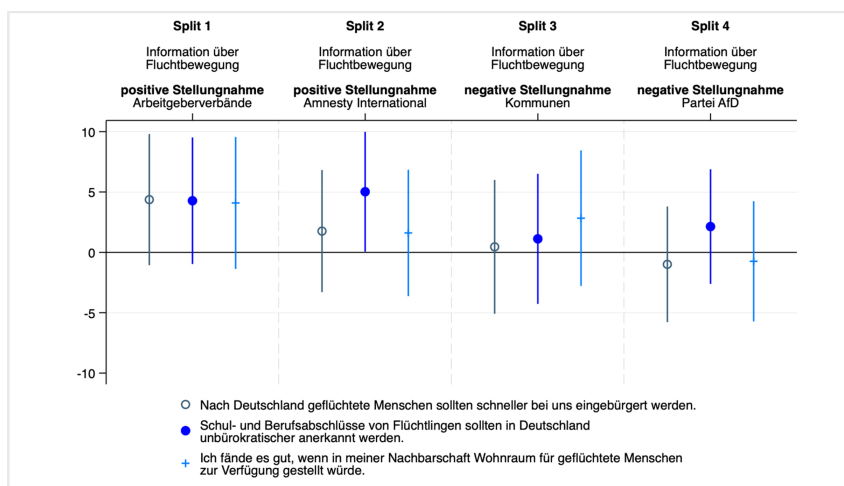 Split 1
Split 2
Split 3
Split 4
Information über
Fluchtbewegung
Information über
Fluchtbewegung
Information über
Fluchtbewegung
Information über
Fluchtbewegung
positive Stellungnahme
Arbeitgeberverbände
positive Stellungnahme
Amnesty International
negative Stellungnahme
Kommunen
negative Stellungnahme
Partei AfD
10
5
0
-5
-10
Nach Deutschland geflüchtete Menschen sollten schneller bei uns eingebürgert werden.
Schul- und Berufsabschlüsse von Flüchtlingen sollten in Deutschland
unbürokratischer anerkannt werden.
Ich fände es gut, wenn in meiner Nachbarschaft Wohnraum für geflüchtete Menschen
zur Verfügung gestellt würde.